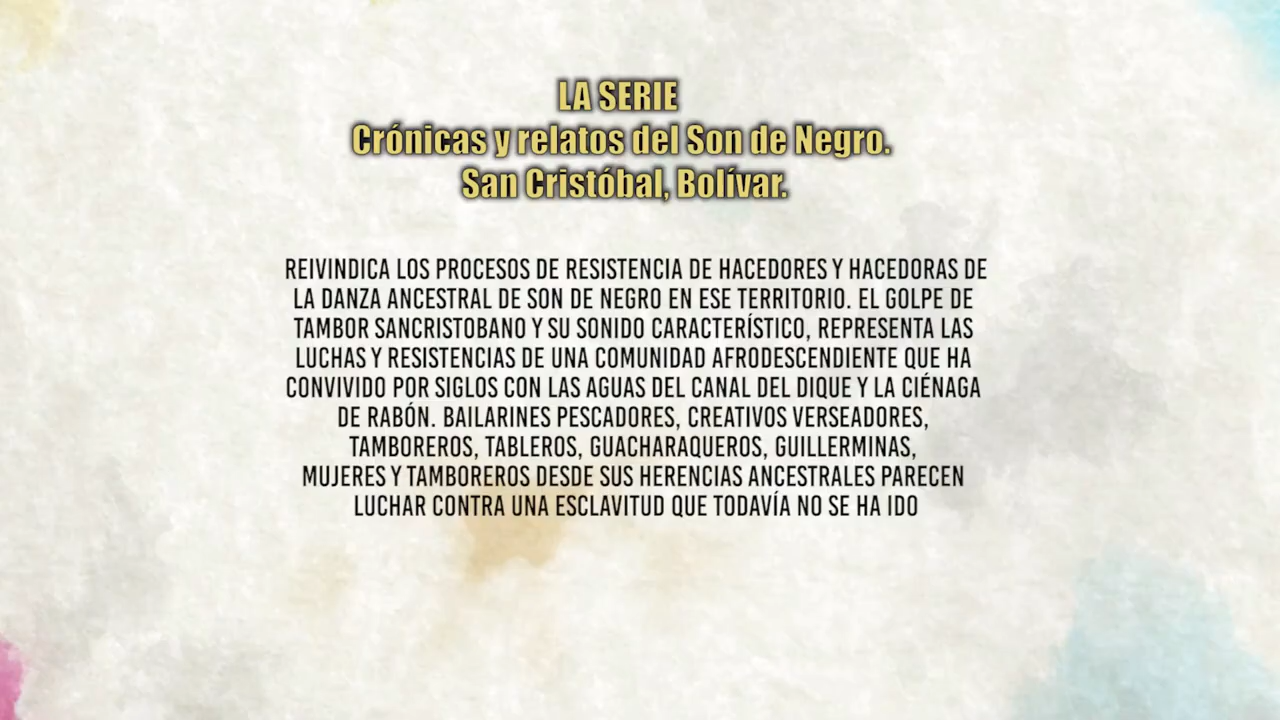 LA SERIE
Crónicas y relatos del Son de Negro.
San Cristóbal, Bolívar.
REIVINDICA LOS PROCESOS DE RESISTENCIA DE HACEDORES Y HACEDORAS DE
LA DANZA ANCESTRAL DE SON DE NEGRO EN ESE TERRITORIO. EL GOLPE DE
TAMBOR SANCRISTOBANO Y SU SONIDO CARACTERÍSTICO, REPRESENTA LAS
LUCHAS Y RESISTENCIAS DE UNA COMUNIDAD AFRODESCENDIENTE QUE HA
CONVIVIDO POR SIGLOS CON LAS AGUAS DEL CANAL DEL DIQUE Y LA CIÉNAGA
DE RABÓN. BAILARINES PESCADORES, CREATIVOS VERSEADORES,
TAMBOREROS, TABLEROS, GUACHARAQUEROS, GUILLERMINAS,
MUJERES Y TAMBOREROS DESDE SUS HERENCIAS ANCESTRALES PARECEN
LUCHAR CONTRA UNA ESCLAVITUD QUE TODAVÍA NO SE HA IDO